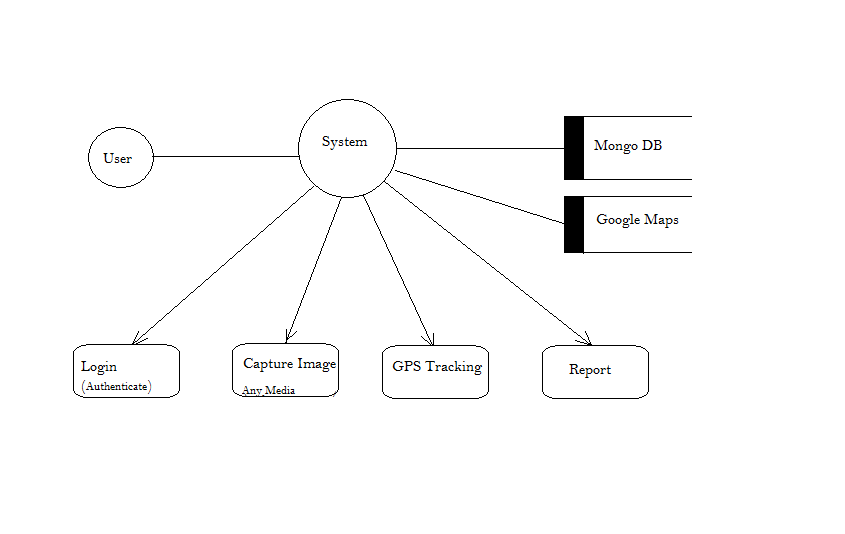 System
User
Mongo DB
Google Maps
Login
(Authenticate)
Capture Image
Any Media
GPS Tracking
Report